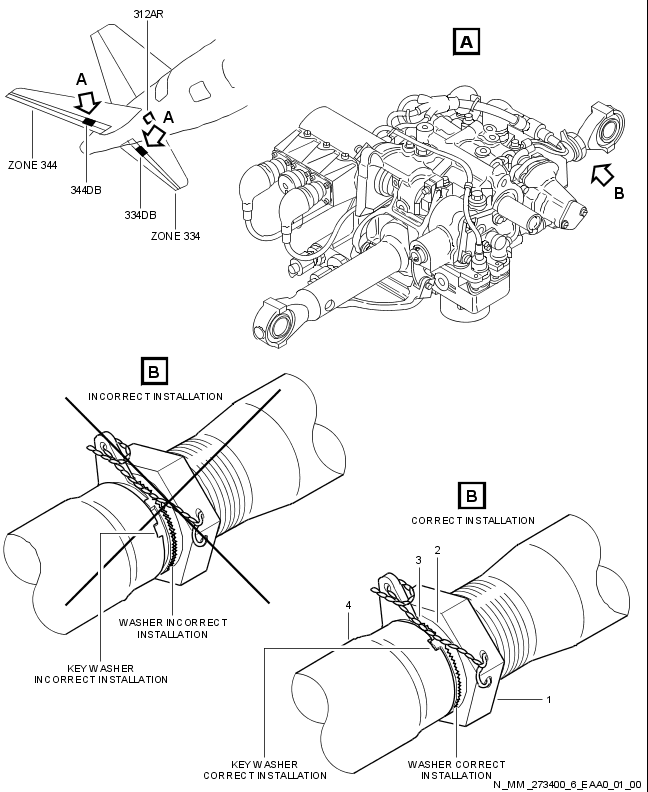 312AR
A
A
A
ZONE 344
344DB
334DB
ZONE 334
B
B
INCORRECT INSTALLATION
WASHER INCORRECT
INSTALLATION
KEY WASHER
INCORRECT INSTALLATION
B
CORRECT INSTALLATION
2
3
4
1
KEY WASHER
CORRECT INSTALLATION
WASHER CORRECT
INSTALLATION
N_MM_273400_6_EAA0_01_00